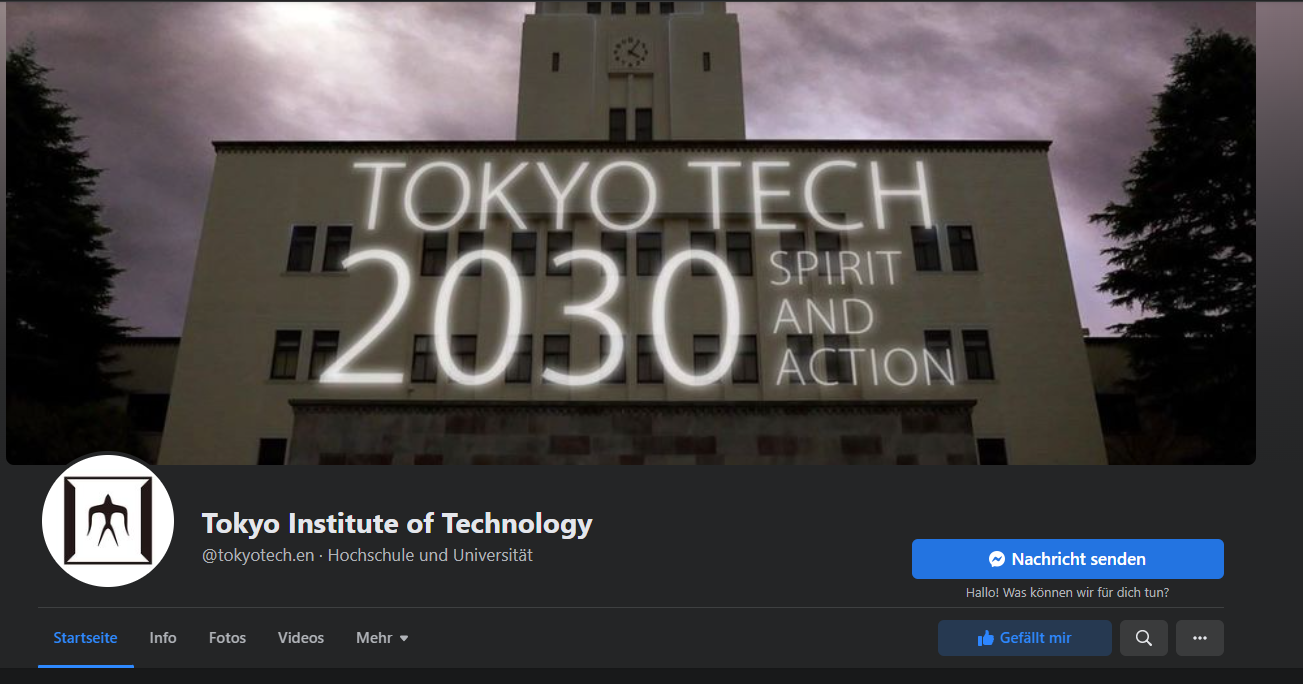 TOKYO TECH
2030 SPIRIT
AND
ACTION
Tokyo Institute of Technology
@tokyotech.en · Hochschule und Universität
Nachricht senden
Hallo! Was können wir für dich tun?
Startseite Info Fotos Videos Mehr
Gefällt mir